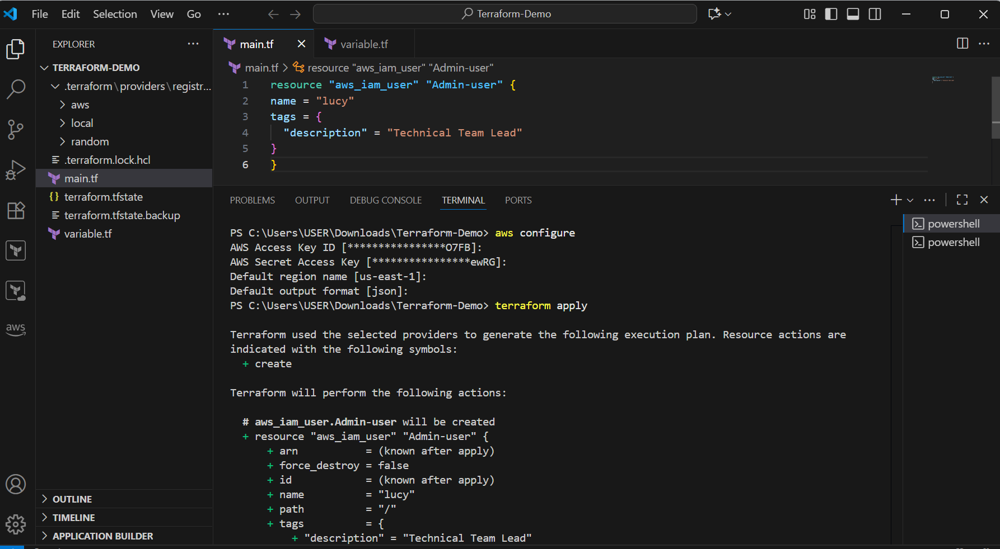 File Edit Selection View Go ··· Terraform-Demo
EXPLORER ···
TERRAFORM-DEMO
.terraform\providers\registr...
aws
local
random
.terraform.lock.hcl
main.tf
{} terraform.tfstate
terraform.tfstate.backup
variable.tf
aws
OUTLINE
TIMELINE
APPLICATION BUILDER
main.tf variable.tf
main.tf > resource "aws_iam_user" "Admin-user"
1 resource "aws_iam_user" "Admin-user" {
2 name = "lucy"
3 tags = {
4 "description" = "Technical Team Lead"
5 }
6 }
PROBLEMS OUTPUT DEBUG CONSOLE TERMINAL PORTS
PS C:\Users\USER\Downloads\Terraform-Demo> aws configure
AWS Access Key ID [****************O7FB]:
AWS Secret Access Key [****************ewRG]:
Default region name [us-east-1]:
Default output format [json]:
PS C:\Users\USER\Downloads\Terraform-Demo> terraform apply
Terraform used the selected providers to generate the following execution plan. Resource actions are
indicated with the following symbols:
+ create
Terraform will perform the following actions:
# aws_iam_user.Admin-user will be created
+ resource "aws_iam_user" "Admin-user" {
+ arn = (known after apply)
+ force_destroy = false
+ id = (known after apply)
+ name = "lucy"
+ path = "/"
+ tags = {
+ "description" = "Technical Team Lead"
powershell
powershell